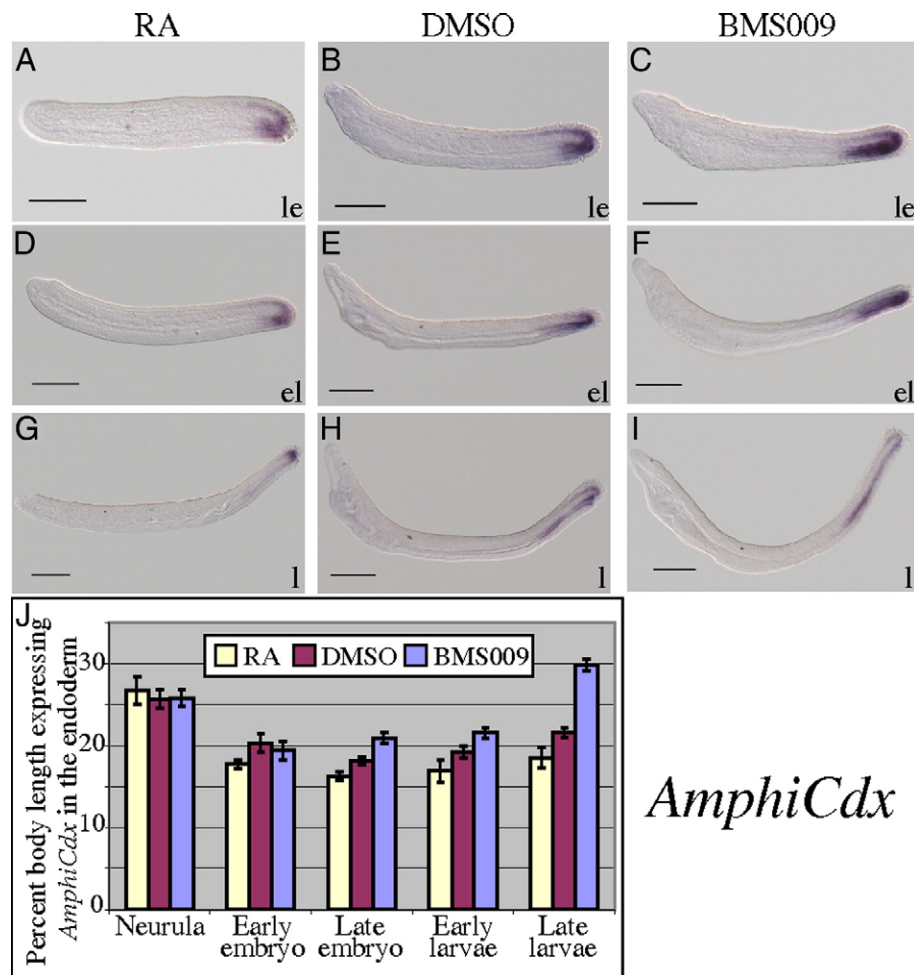 RA DMSO BMS009
A B C
le le le
D E F
el el el
G H I
l l l
J
Percent body length expressing
AmphiCdx in the endoderm
RA DMSO BMS009
30
20
10
0
Neurula Early embryo Late embryo Early larvae Late larvae
AmphiCdx